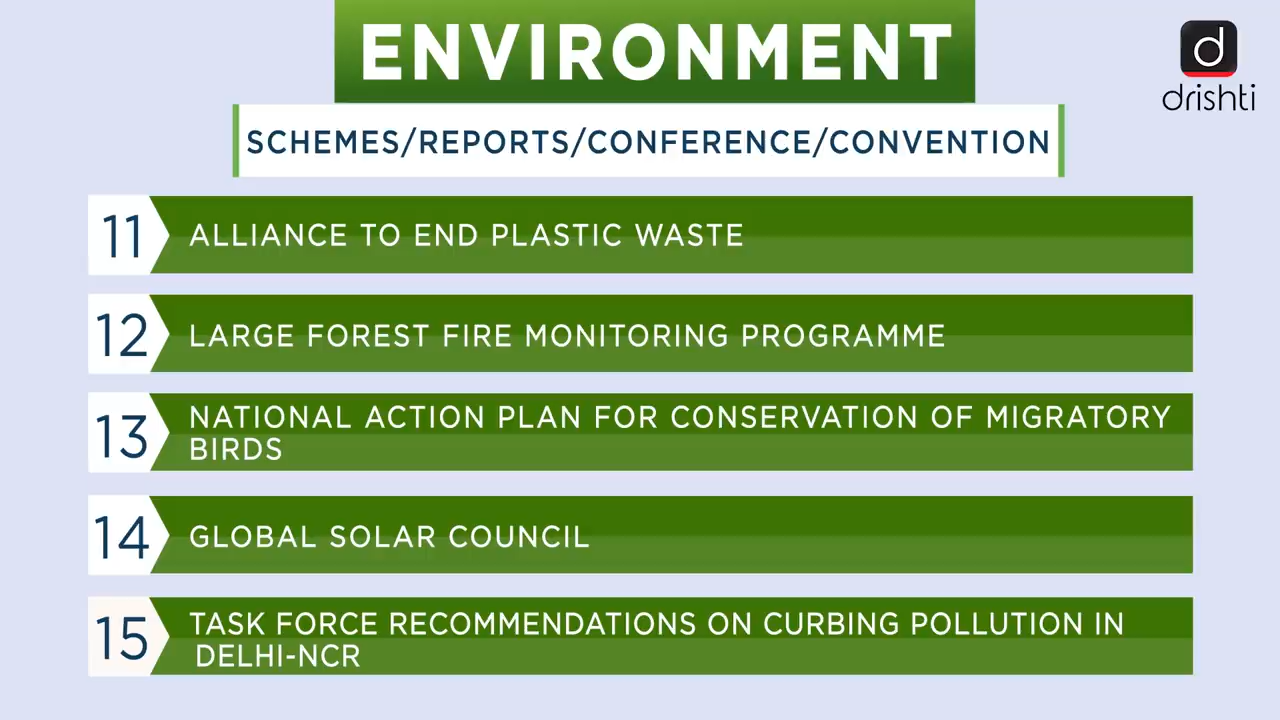 ENVIRONMENT
d
drishti
SCHEMES/REPORTS/CONFERENCE/CONVENTION
11 ALLIANCE TO END PLASTIC WASTE
12 LARGE FOREST FIRE MONITORING PROGRAMME
13 NATIONAL ACTION PLAN FOR CONSERVATION OF MIGRATORY
BIRDS
14 GLOBAL SOLAR COUNCIL
15 TASK FORCE RECOMMENDATIONS ON CURBING POLLUTION IN
DELHI-NCR